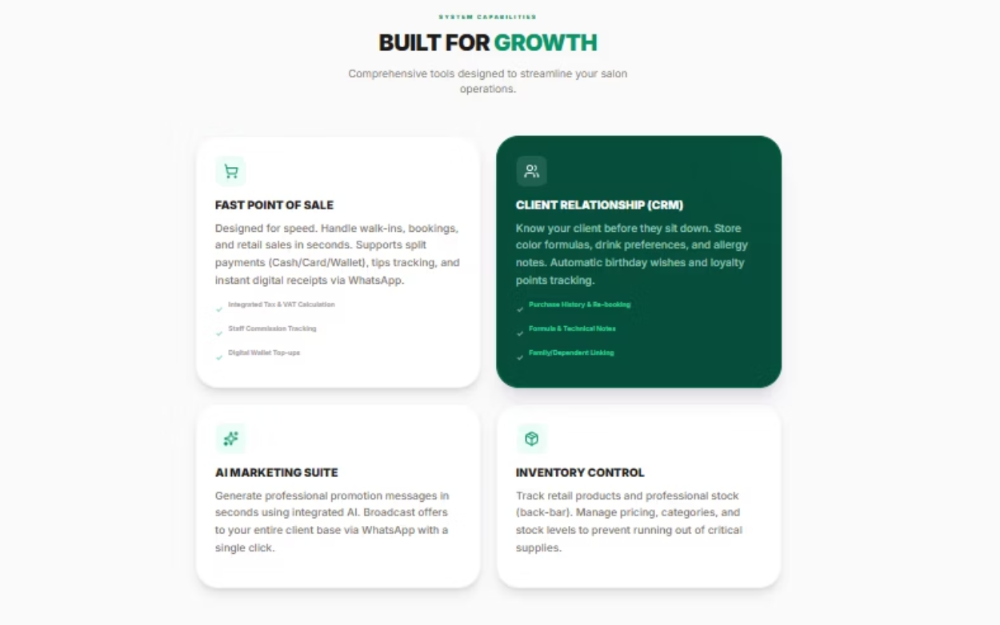 SYSTEM CAPABILITIES
BUILT FOR GROWTH
Comprehensive tools designed to streamline your salon
operations.
FAST POINT OF SALE
Designed for speed. Handle walk-ins, bookings,
and retail sales in seconds. Supports split
payments (Cash/Card/Wallet), tips tracking, and
instant digital receipts via WhatsApp.
Integrated Tax & VAT Calculation
Staff Commission Tracking
Digital Wallet Top-ups
CLIENT RELATIONSHIP (CRM)
Know your client before they sit down. Store
color formulas, drink preferences, and allergy
notes. Automatic birthday wishes and loyalty
points tracking.
Purchase History & Re-booking
Formula & Technical Notes
Family/Dependent Linking
AI MARKETING SUITE
Generate professional promotion messages in
seconds using integrated AI. Broadcast offers
to your entire client base via WhatsApp with a
single click.
INVENTORY CONTROL
Track retail products and professional stock
(back-bar). Manage pricing, categories, and
stock levels to prevent running out of critical
supplies.